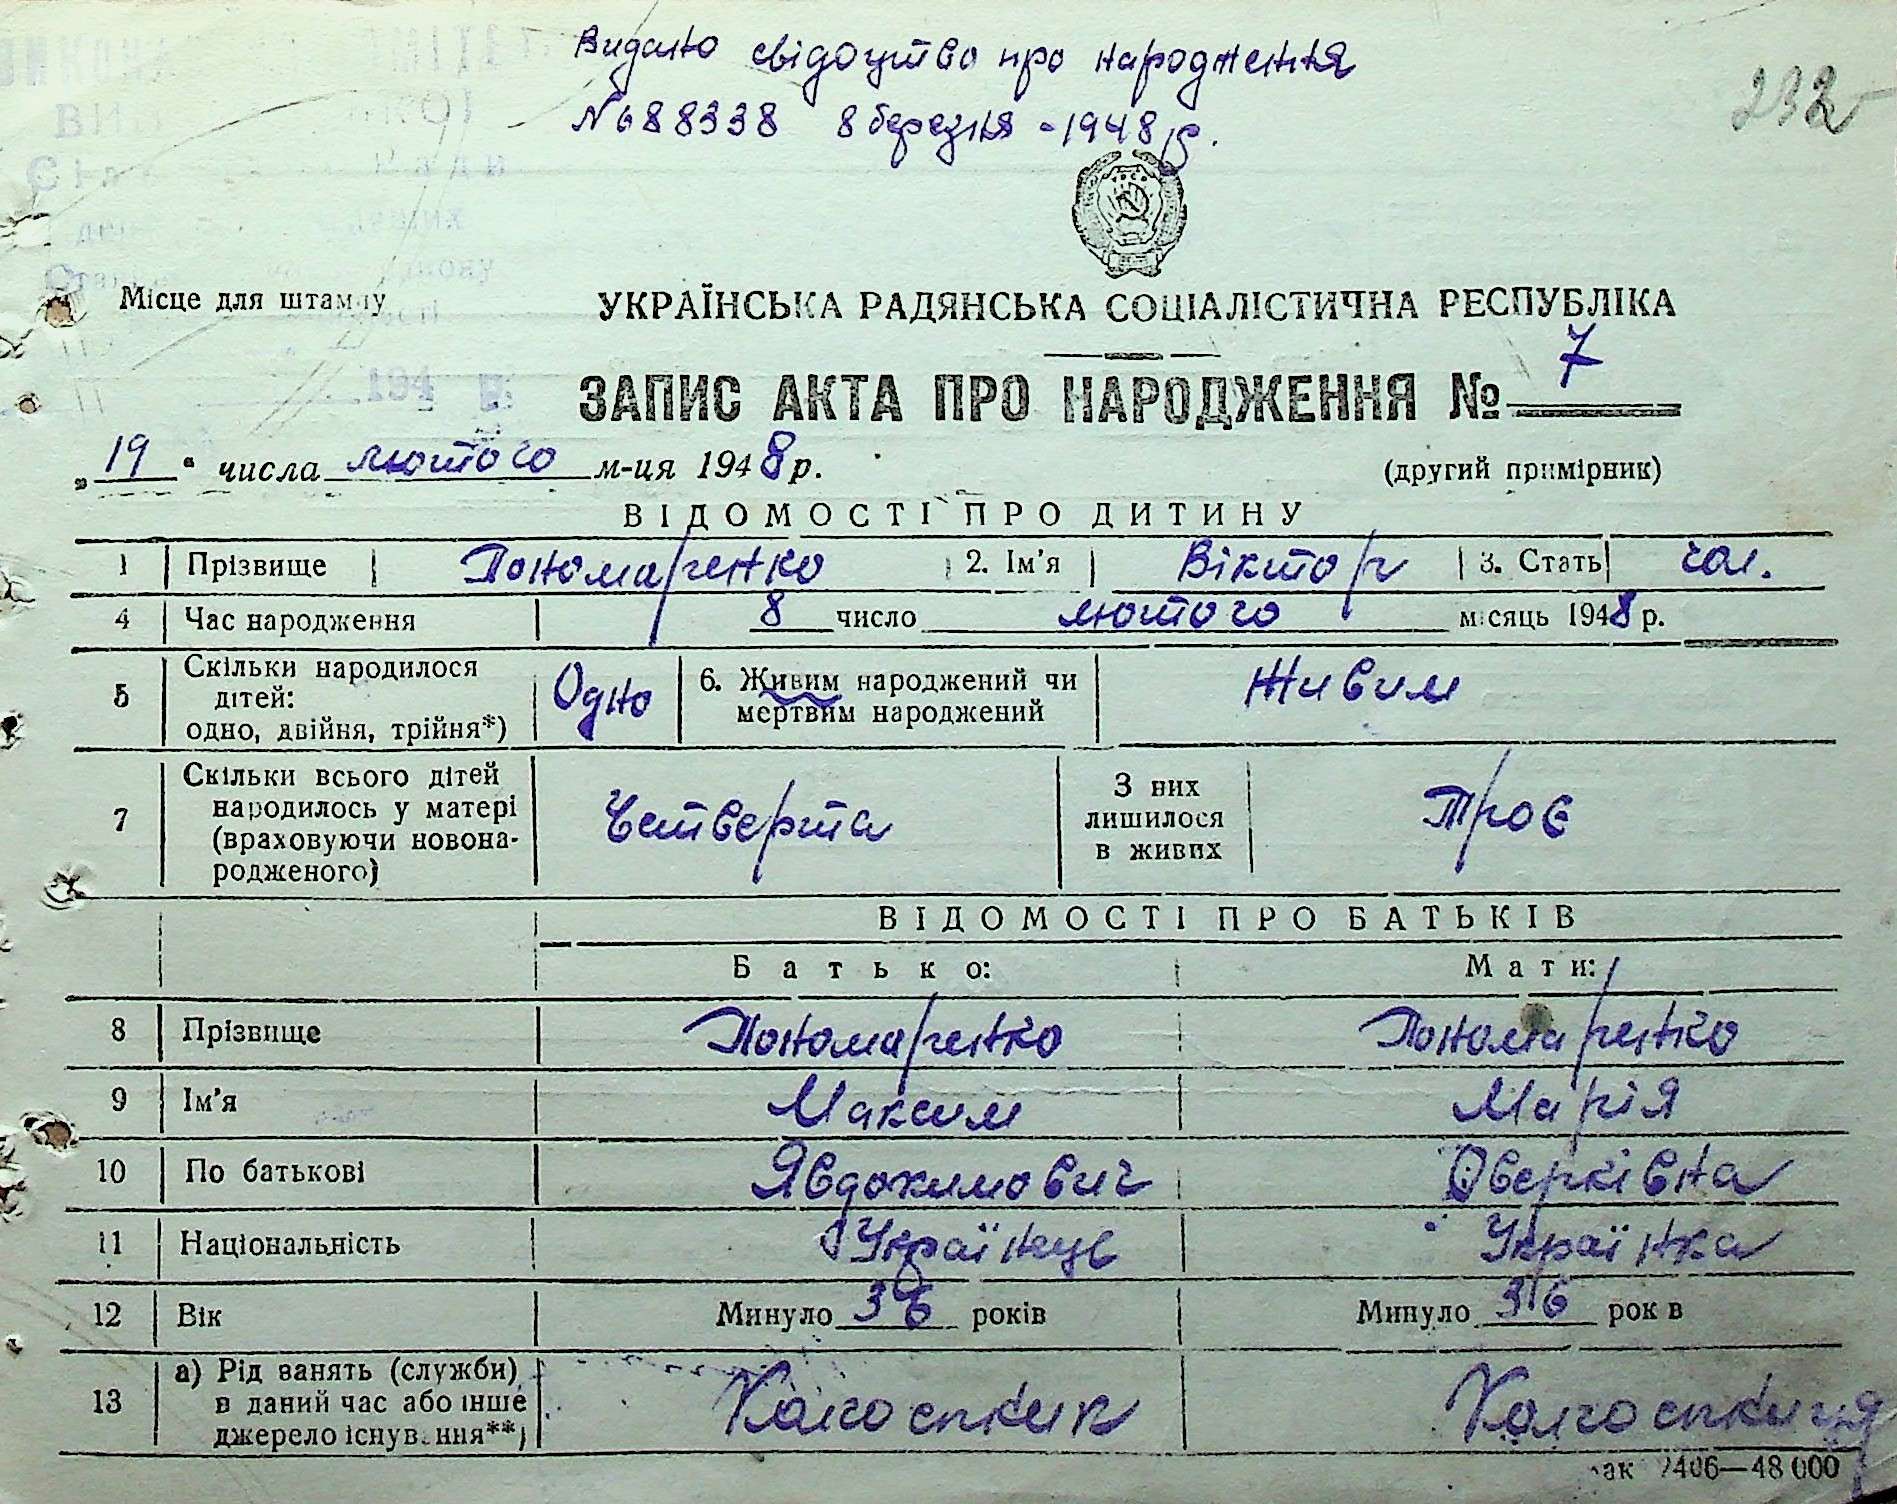 Видано свідоцтво про народження
№688338 8 березня -1948 р.
232
УРСР
Місце для штампу
УКРАЇНСЬКА РАДЯНСЬКА СОЦІАЛІСТИЧНА РЕСПУБЛІКА
ЗАПИС АКТА ПРО НАРОДЖЕННЯ № 7
194
„19“ числа лютого м-ця 1948 р.
(другий примірник)
ВІДОМОСТІ ПРО ДИТИНУ
1 Прізвище Пономаренко 2. Ім'я Віктор 3. Стать чол.
4 Час народження 8 число лютого місяць 1948 р.
5 Скільки народилося дітей: одно, двійня, трійня*) Одно 6. Живим народжений чи мертвим народжений Живим
7 Скільки всього дітей народилось у матері (враховуючи новонародженого) Четверта З них лишилося в живих Троє
ВІДОМОСТІ ПРО БАТЬКІВ
Батько: Мати:
8 Прізвище Пономаренко Пономаренко
9 Ім'я Максим Марія
10 По батькові Явдокимович Оверківна
11 Національність Українець Українка
12 Вік Минуло 36 років Минуло 36 рок в
13 а) Рід занять (служби) в даний час або інше джерело існування**) Колгоспник Колгоспниця
ак 2406—48 000